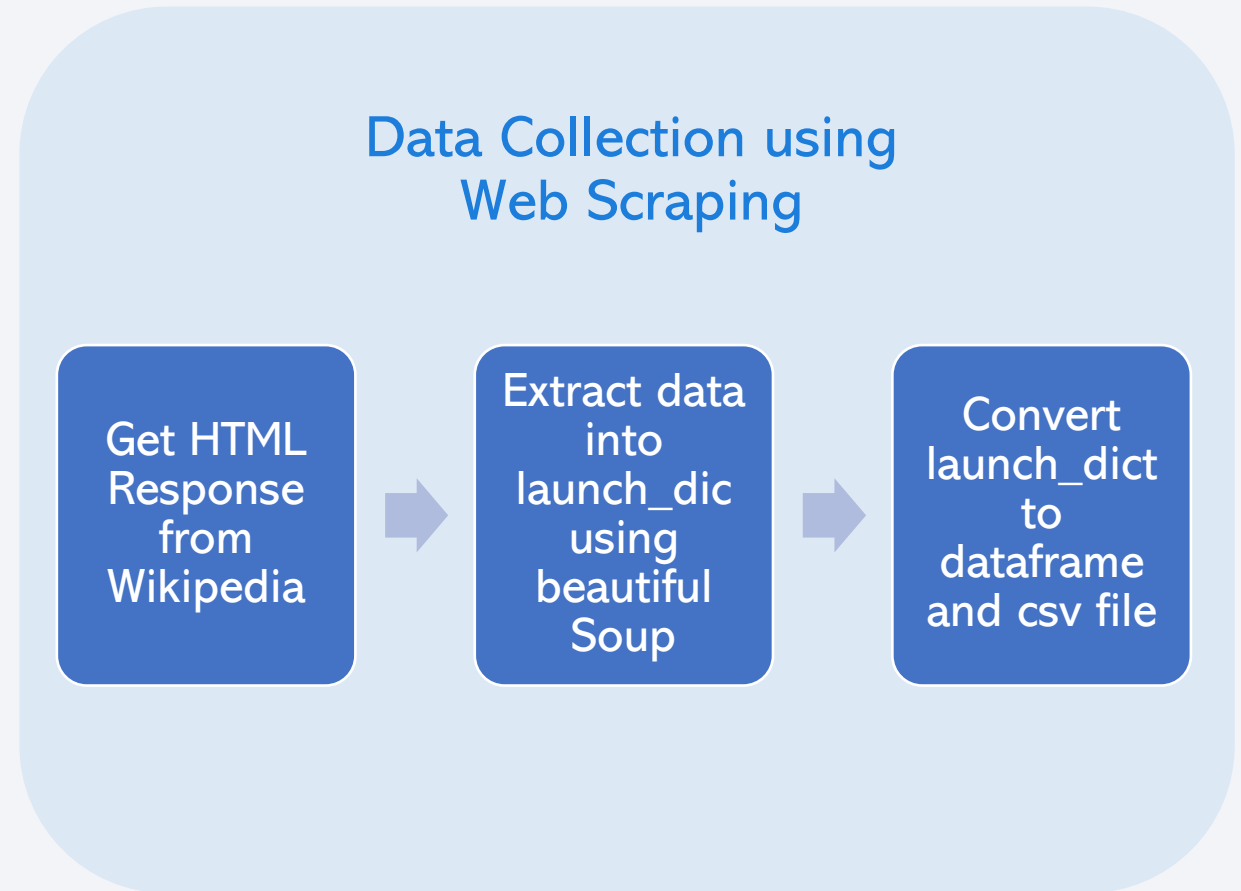 Data Collection using
Web Scraping
Get HTML
Response
from
Wikipedia
Extract data
into
launch_dic
using
beautiful
Soup
Convert
launch_dict
to
dataframe
and csv file